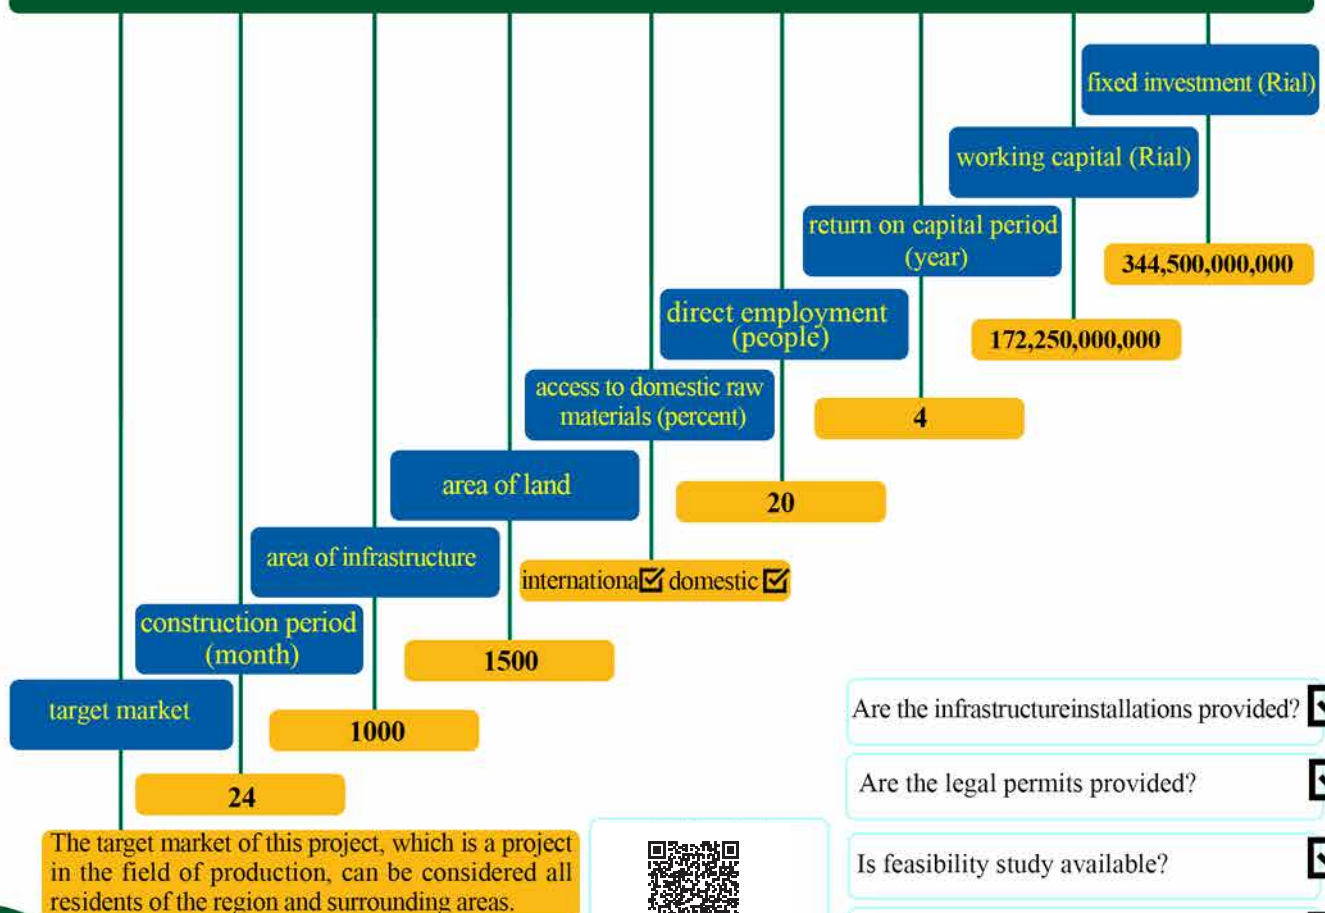 fixed investment (Rial)
344,500,000,000
working capital (Rial)
172,250,000,000
return on capital period
(year)
4
direct employment
(people)
20
access to domestic raw
materials (percent)
internationa domestic
area of land
1500
area of infrastructure
1000
construction period
(month)
24
target market
The target market of this project, which is a project
in the field of production, can be considered all
residents of the region and surrounding areas.
Are the infrastructureinstallations provided?
Are the legal permits provided?
Is feasibility study available?